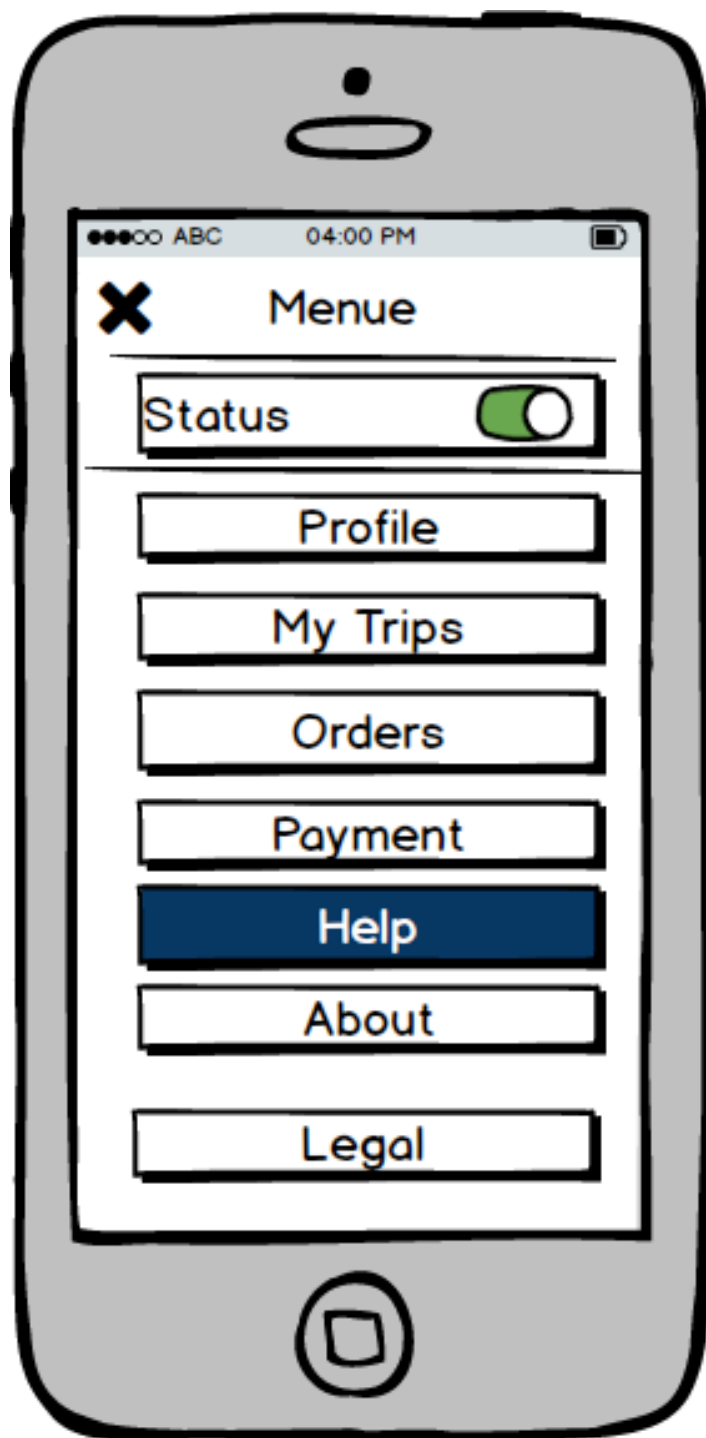 ABC 04:00 PM
Menue
Status
Profile
My Trips
Orders
Payment
Help
About
Legal